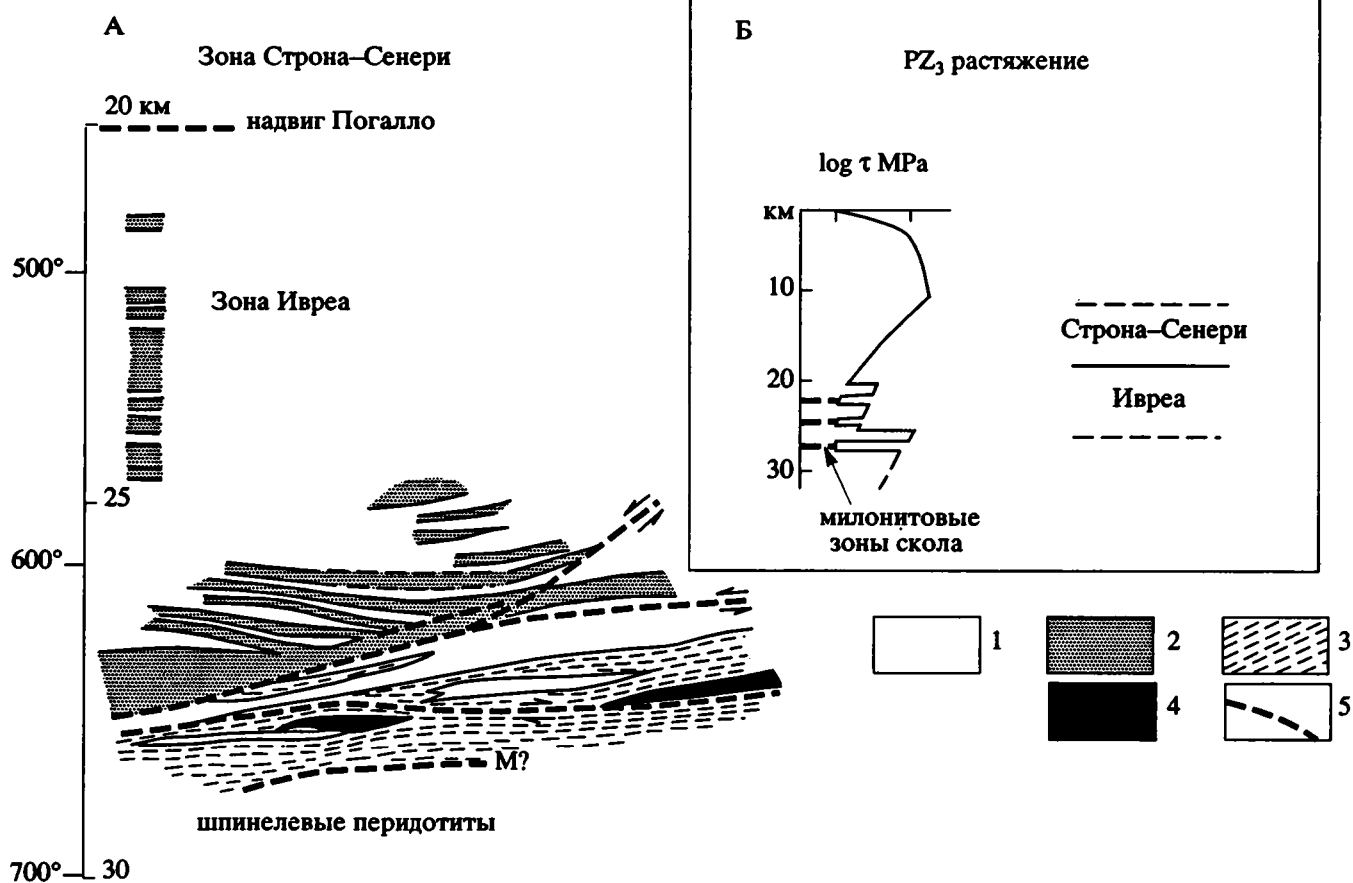 А
Зона Строна–Сенери
20 км
надвиг Погалло
500°
Зона Ивреа
25
600°
М?
шпинелевые перидотиты
700°
30
Б
PZ3 растяжение
log τ MPa
км
10
20
30
Строна–Сенери
Ивреа
милонитовые
зоны скола
1
2
3
4
5